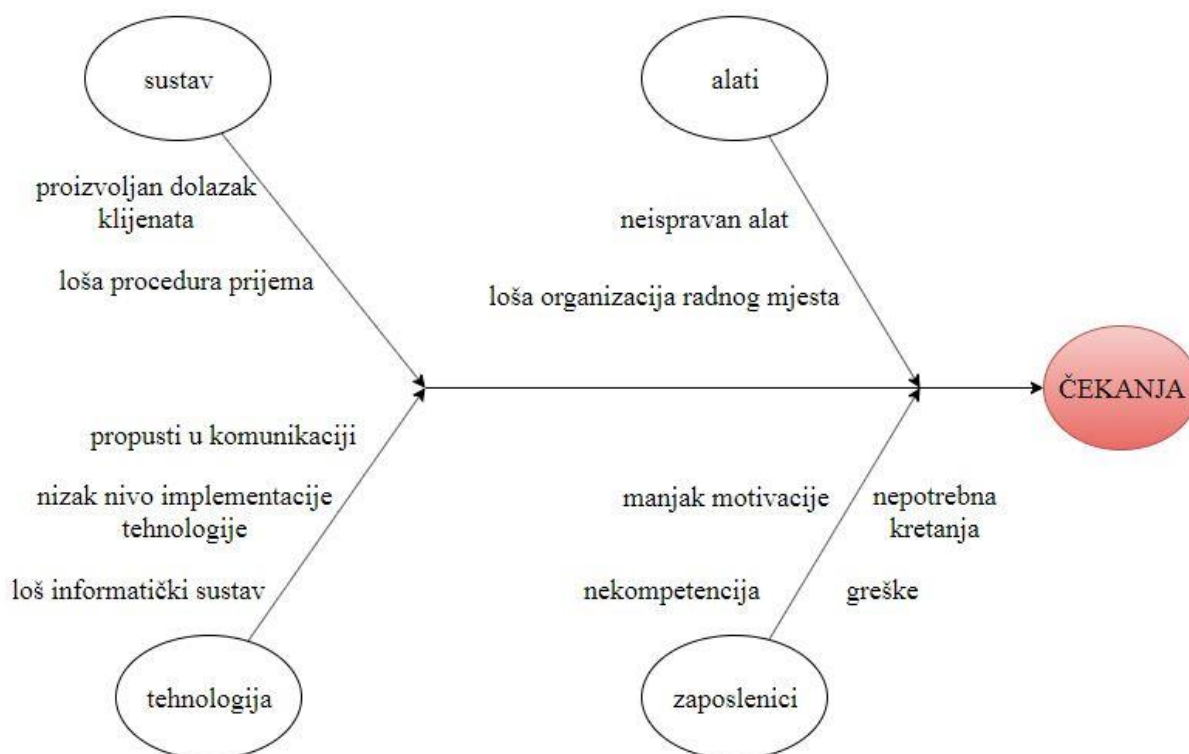 sustav
alati
proizvoljan dolazak
klijenata
neispravan alat
loša procedura prijema
loša organizacija radnog mjesta
ČEKANJA
propusti u komunikaciji
nizak nivo implementacije
tehnologije
manjak motivacije
nepotrebna
kretanja
loš informatički sustav
nekompetencija
greške
tehnologija
zaposlenici